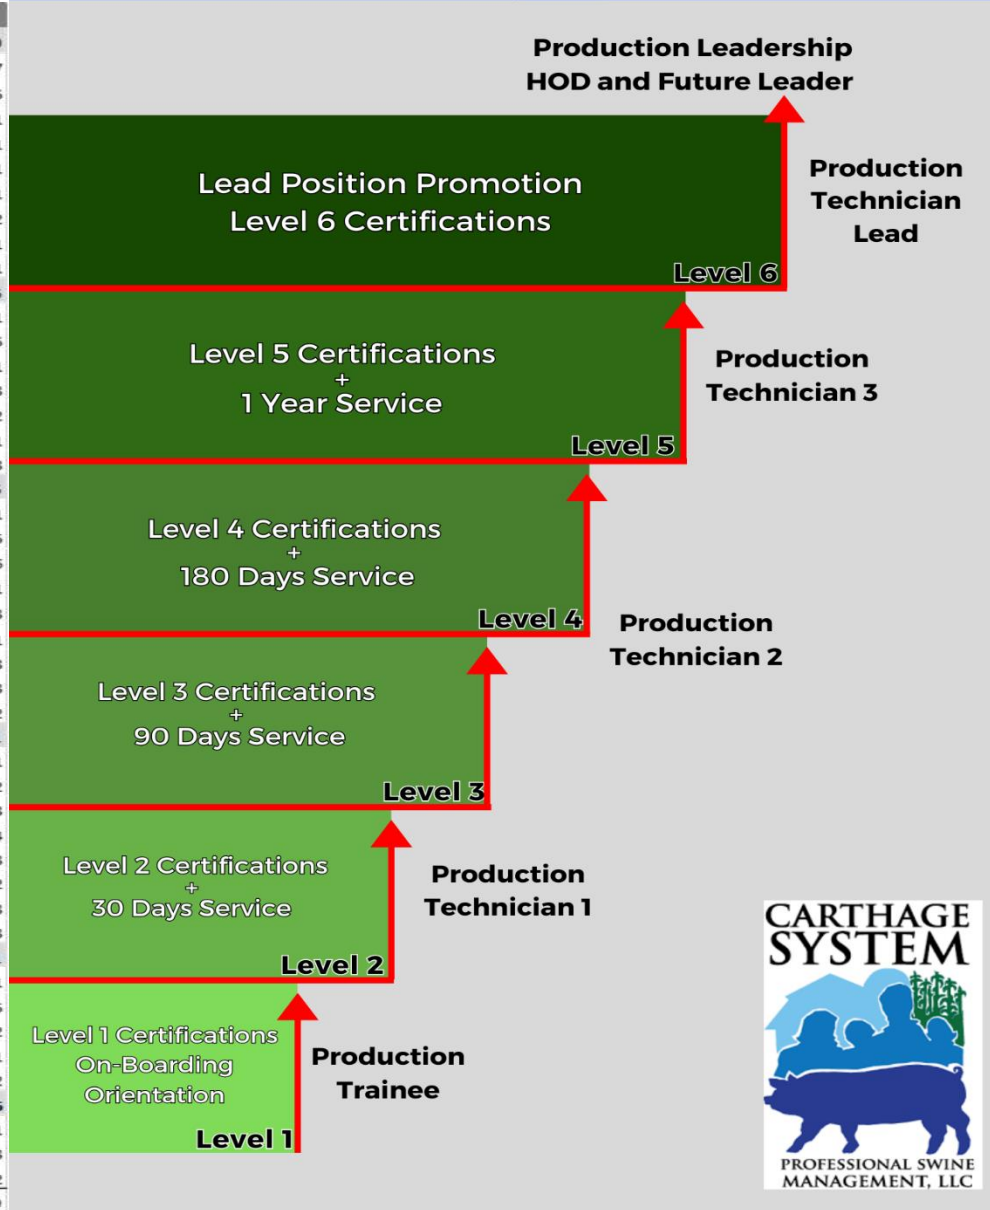 Production Leadership
HOD and Future Leader
Lead Position Promotion
Level 6 Certifications
Production
Technician
Lead
Level 6
Level 5 Certifications
+
1 Year Service
Production
Technician 3
Level 5
Level 4 Certifications
+
180 Days Service
Level 4
Production
Technician 2
Level 3 Certifications
+
90 Days Service
Level 3
Level 2 Certifications
+
30 Days Service
Production
Technician 1
Level 2
Level 1 Certifications
On-Boarding
Orientation
Production
Trainee
Level 1
CARTHAGE
SYSTEM
PROFESSIONAL SWINE
MANAGEMENT, LLC